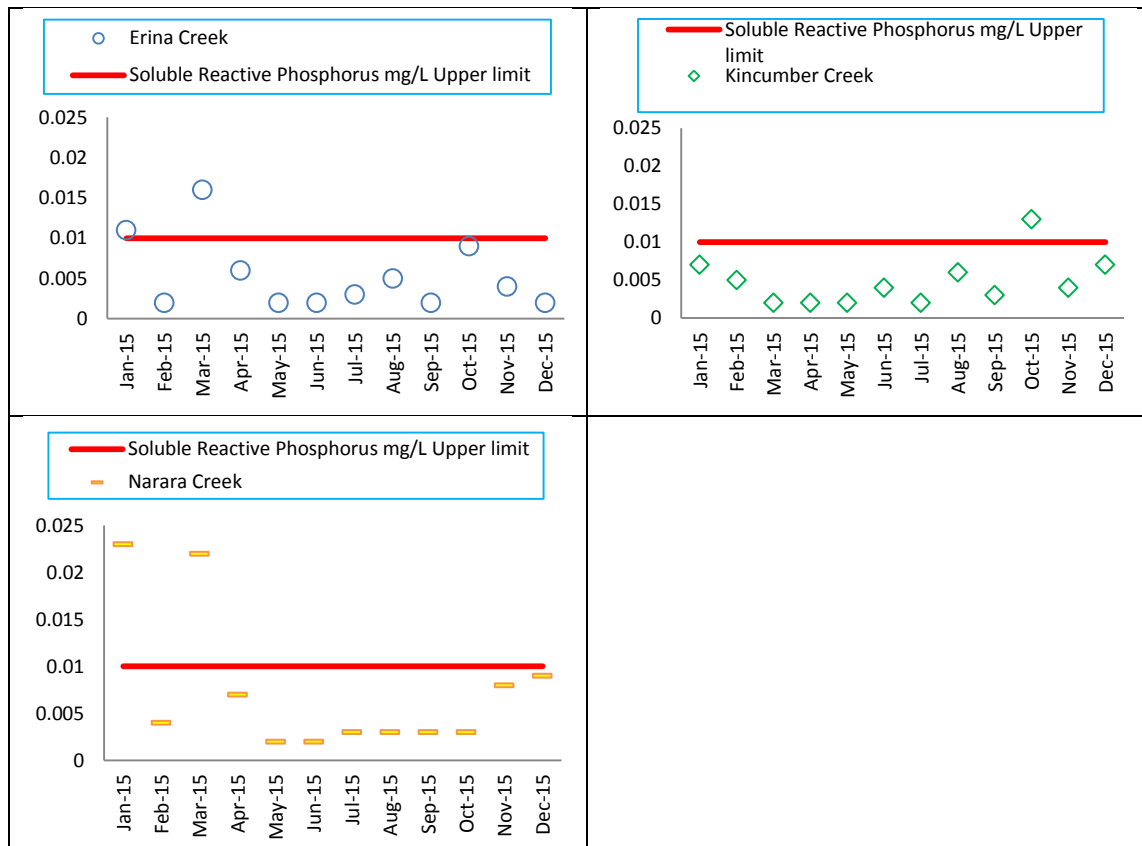 Erina Creek
Soluble Reactive Phosphorus mg/L Upper limit
0.025
0.02
0.015
0.01
0.005
0
Jan-15
Feb-15
Mar-15
Apr-15
May-15
Jun-15
Jul-15
Aug-15
Sep-15
Oct-15
Nov-15
Dec-15
Soluble Reactive Phosphorus mg/L Upper
limit
Kincumber Creek
0.025
0.02
0.015
0.01
0.005
0
Jan-15
Feb-15
Mar-15
Apr-15
May-15
Jun-15
Jul-15
Aug-15
Sep-15
Oct-15
Nov-15
Dec-15
Soluble Reactive Phosphorus mg/L Upper limit
Narara Creek
0.025
0.02
0.015
0.01
0.005
0
Jan-15
Feb-15
Mar-15
Apr-15
May-15
Jun-15
Jul-15
Aug-15
Sep-15
Oct-15
Nov-15
Dec-15